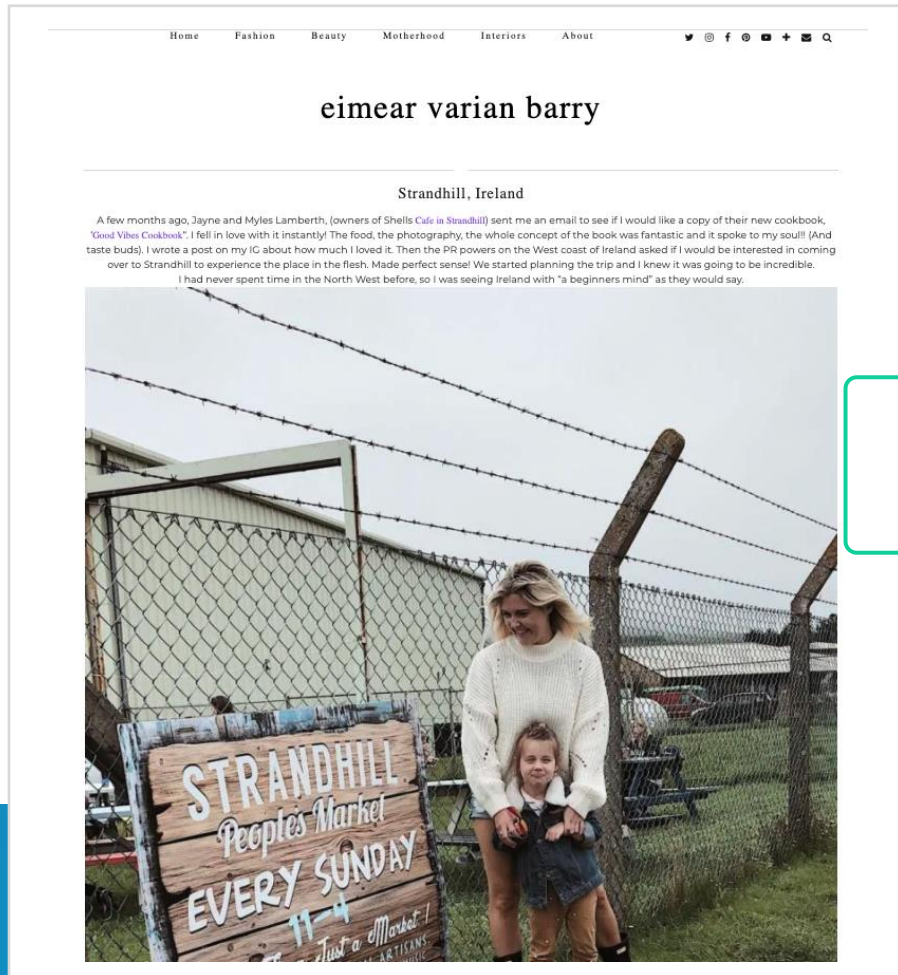 Home Fashion Beauty Motherhood Interiors About
eimear varian barry
Strandhill, Ireland
A few months ago, Jayne and Myles Lamberth, (owners of Shells Cafe in Strandhill) sent me an email to see if I would like a copy of their new cookbook,
"Good Vibes Cookbook". I fell in love with it instantly! The food, the photography, the whole concept of the book was fantastic and it spoke to my soul!! (And
taste buds). I wrote a post on my IG about how much I loved it. Then the PR powers on the West coast of Ireland asked if I would be interested in coming
over to Strandhill to experience the place in the flesh. Made perfect sense! We started planning the trip and I knew it was going to be incredible.
I had never spent time in the North West before, so I was seeing Ireland with "a beginners mind" as they would say.
STRANDHILL
People's Market
EVERY SUNDAY
11-4
Just a Market!
ARTISANS